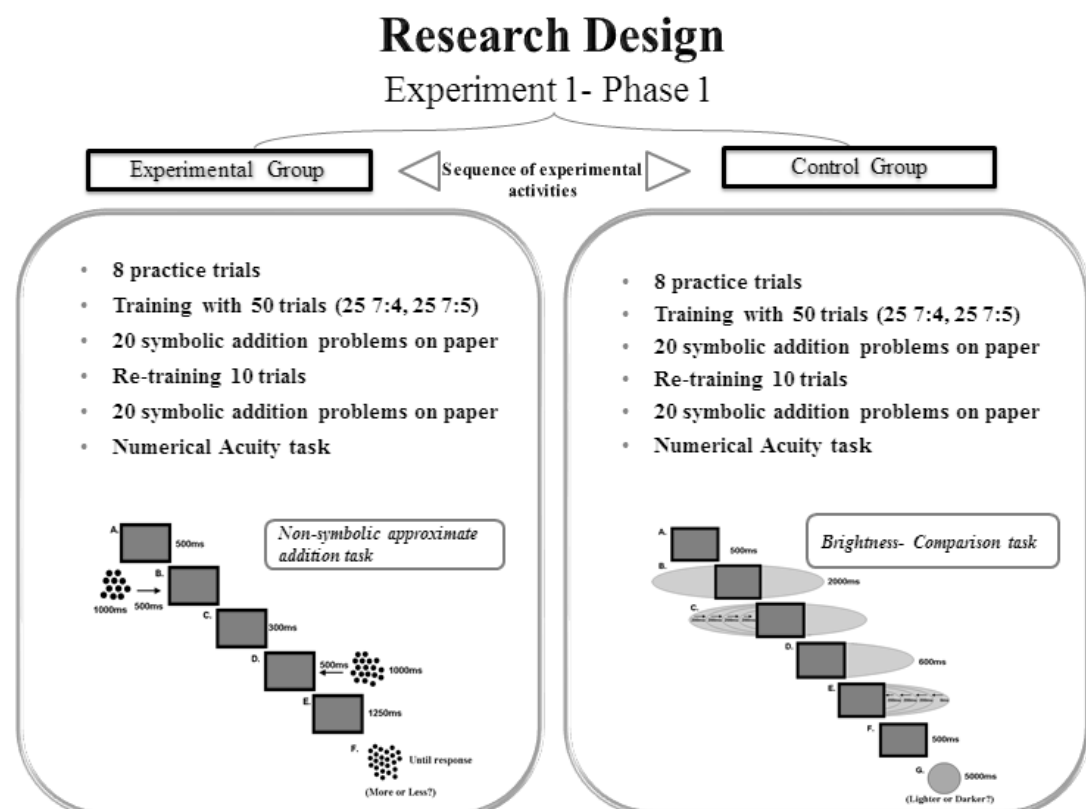 Research Design
Experiment 1- Phase 1
Experimental Group
Sequence of experimental
activities
Control Group
• 8 practice trials
• Training with 50 trials (25 7:4, 25 7:5)
• 20 symbolic addition problems on paper
• Re-training 10 trials
• 20 symbolic addition problems on paper
• Numerical Acuity task
Non-symbolic approximate
addition task
A.
500ms
B.
1000ms
500ms
C.
300ms
D.
500ms
1000ms
E.
1250ms
F.
Until response
(More or Less?)
• 8 practice trials
• Training with 50 trials (25 7:4, 25 7:5)
• 20 symbolic addition problems on paper
• Re-training 10 trials
• 20 symbolic addition problems on paper
• Numerical Acuity task
Brightness- Comparison task
A.
500ms
B.
2000ms
C.
D.
600ms
E.
F.
500ms
G.
5000ms
(Lighter or Darker?)